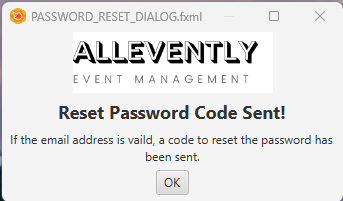 PASSWORD_RESET_DIALOG.fxml
ALLEVENTLY
EVENT MANAGEMENT
Reset Password Code Sent!
If the email address is vaild, a code to reset the password has
been sent.
OK